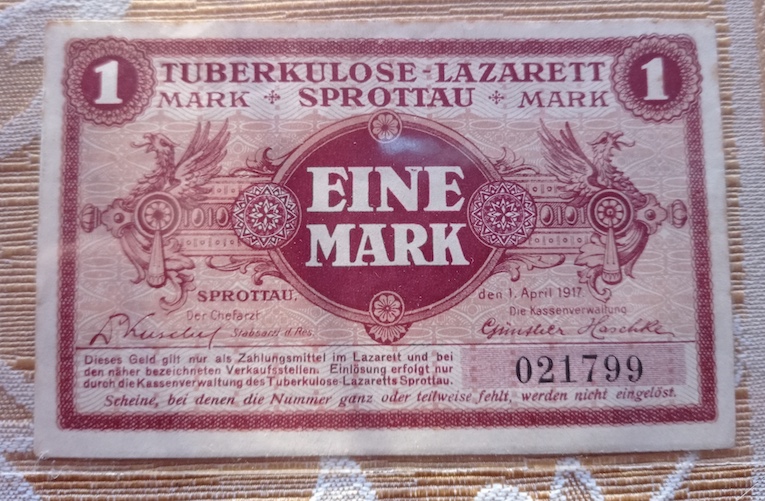 1 TUBERKULOSE-LAZARETT 1
MARK SPROTTAU MARK
EINE
MARK
SPROTTAU, den 1. April 1917
Der Chefarzt Die Kassenverwaltung
Stabsarzt d. Res. Günther Haschke
Dieses Geld gilt nur als Zahlungsmittel im Lazarett und bei
den näher bezeichneten Verkaufsstellen. Einlösung erfolgt nur
durch die Kassenverwaltung des Tuberkulose-Lazaretts Sprottau.
021799
Scheine, bei denen die Nummer ganz oder teilweise fehlt, werden nicht eingelöst.